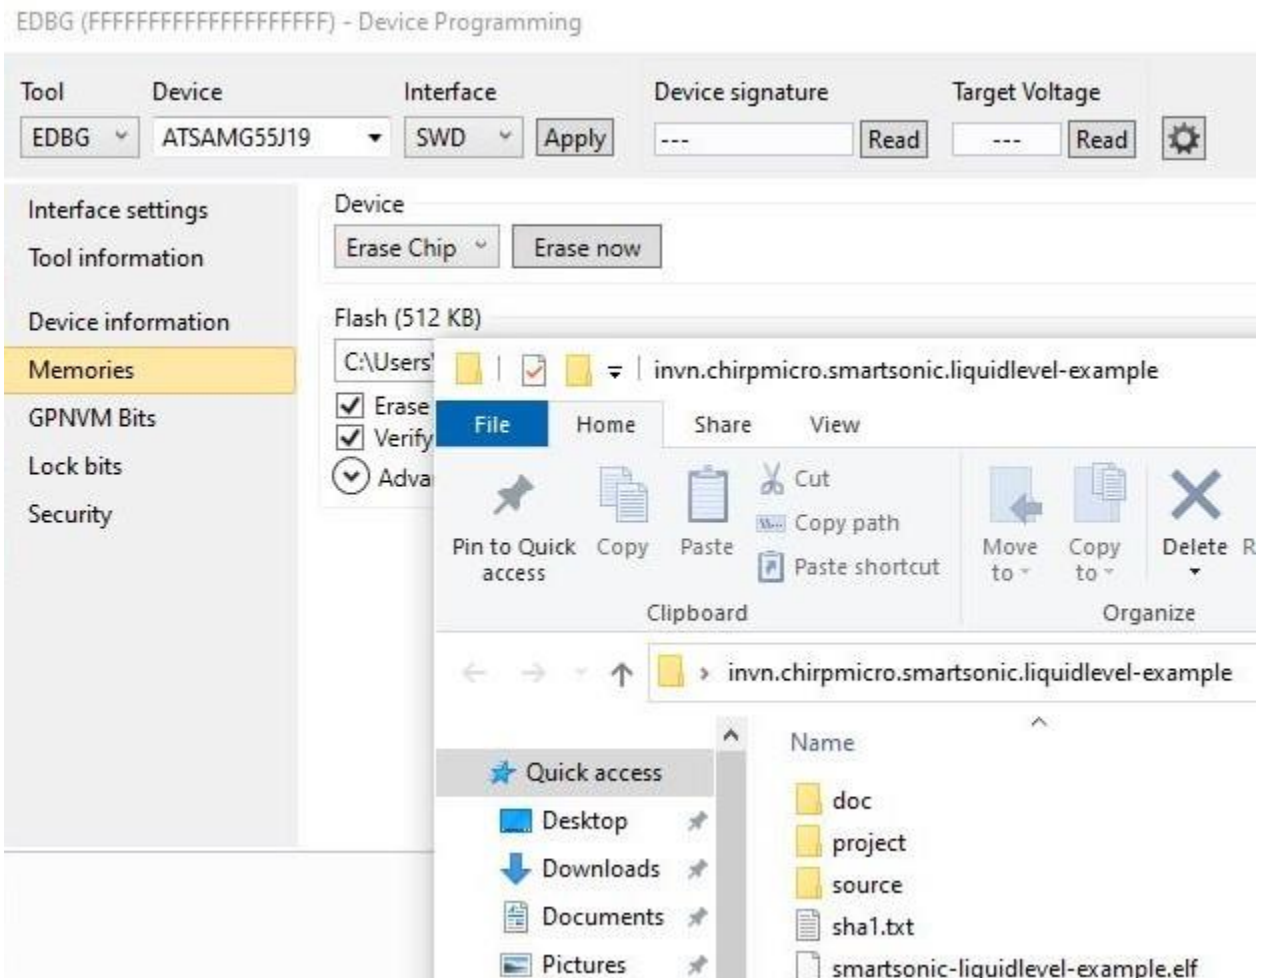 EDBG (FFFFFFFFFFFFFFFFFFFF) - Device Programming
Tool Device Interface Device signature Target Voltage
EDBG ATSAMG55J19 SWD Apply --- Read --- Read
Interface settings
Tool information
Device information
Memories
GPNVM Bits
Lock bits
Security
Device
Erase Chip Erase now
Flash (512 KB)
C:\Users\
Erase
Verify
Adva
invn.chirpmicro.smartsonic.liquidlevel-example
File Home Share View
Pin to Quick access
Copy
Paste
Cut
Copy path
Paste shortcut
Move to
Copy to
Delete
R
Clipboard Organize
invn.chirpmicro.smartsonic.liquidlevel-example
Quick access
Desktop
Downloads
Documents
Pictures
Name
doc
project
source
sha1.txt
smartsonic-liquidlevel-example.elf